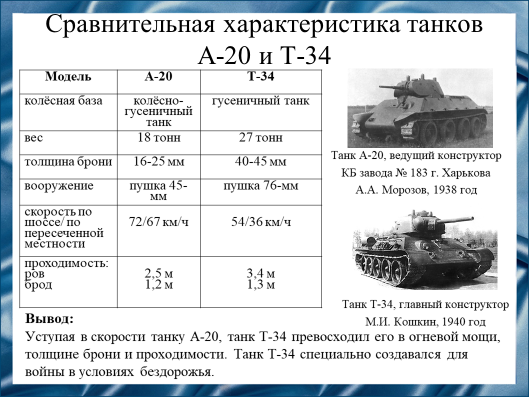 Сравнительная характеристика танков
А-20 и Т-34
Модель А-20 Т-34
колёсная база колёсно-гусеничный танк гусеничный танк
вес 18 тонн 27 тонн
толщина брони 16-25 мм 40-45 мм
вооружение пушка 45-мм пушка 76-мм
скорость по шоссе/ по пересеченной местности 72/67 км/ч 54/36 км/ч
проходимость:
ров 2,5 м 3,4 м
брод 1,2 м 1,3 м
Танк А-20, ведущий конструктор
КБ завода № 183 г. Харькова
А.А. Морозов, 1938 год
Танк Т-34, главный конструктор
М.И. Кошкин, 1940 год
Вывод:
Уступая в скорости танку А-20, танк Т-34 превосходил его в огневой мощи,
толщине брони и проходимости. Танк Т-34 специально создавался для
войны в условиях бездорожья.